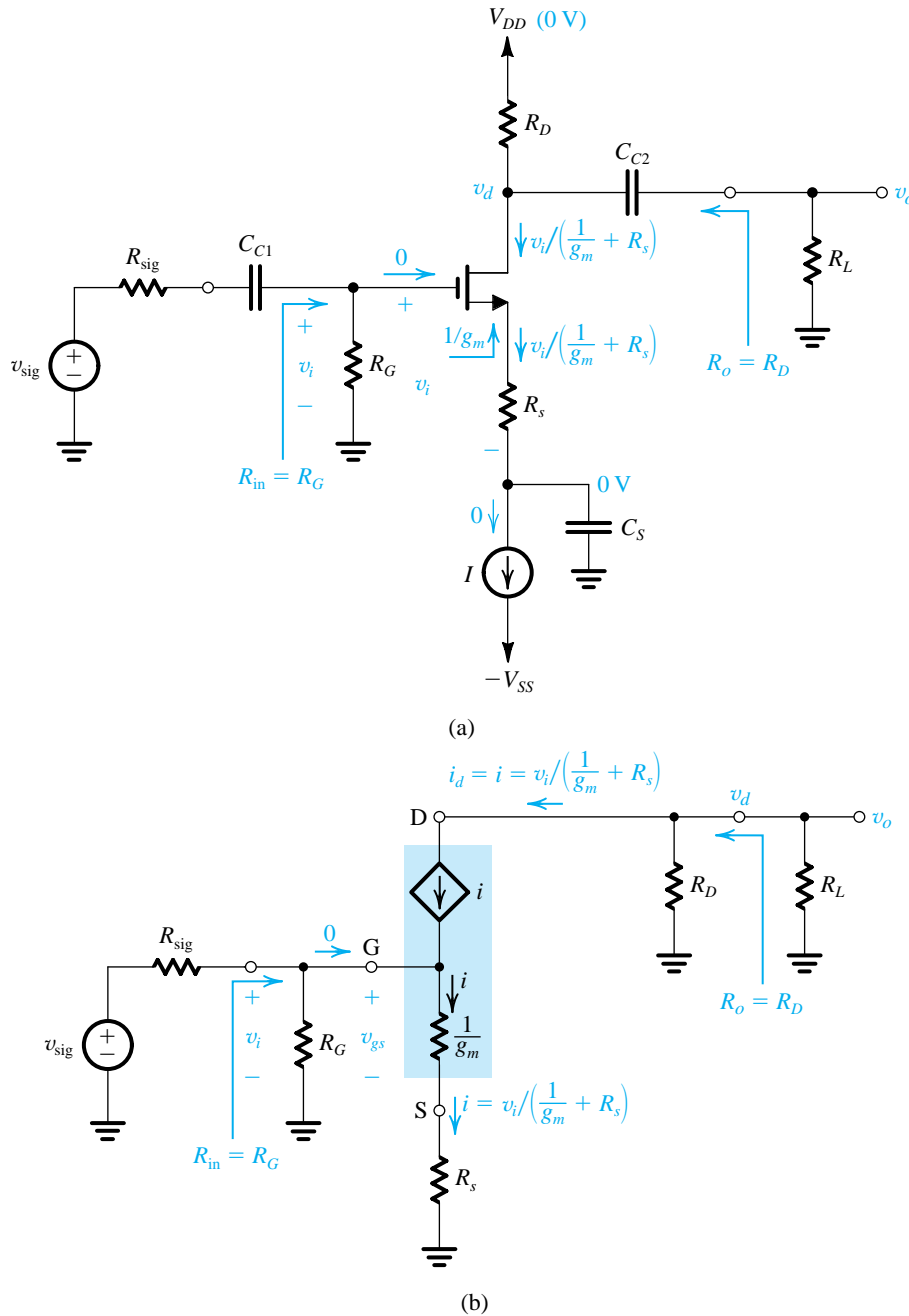 V_DD (0 V)
R_D
C_C2
v_d
v_i/(1/g_m + R_s)
R_L
R_o = R_D
R_sig
C_C1
0
+
1/g_m
v_i/(1/g_m + R_s)
v_sig
+
−
+
v_i
−
R_G
v_i
R_s
−
R_in = R_G
0 V
0
C_S
I
−V_SS
(a)
i_d = i = v_i/(1/g_m + R_s)
D
v_d
v_o
i
R_D
R_L
R_o = R_D
R_sig
0
G
i
v_sig
+
−
+
v_i
−
R_G
+
v_gs
−
1/g_m
S
i = v_i/(1/g_m + R_s)
R_in = R_G
R_s
(b)